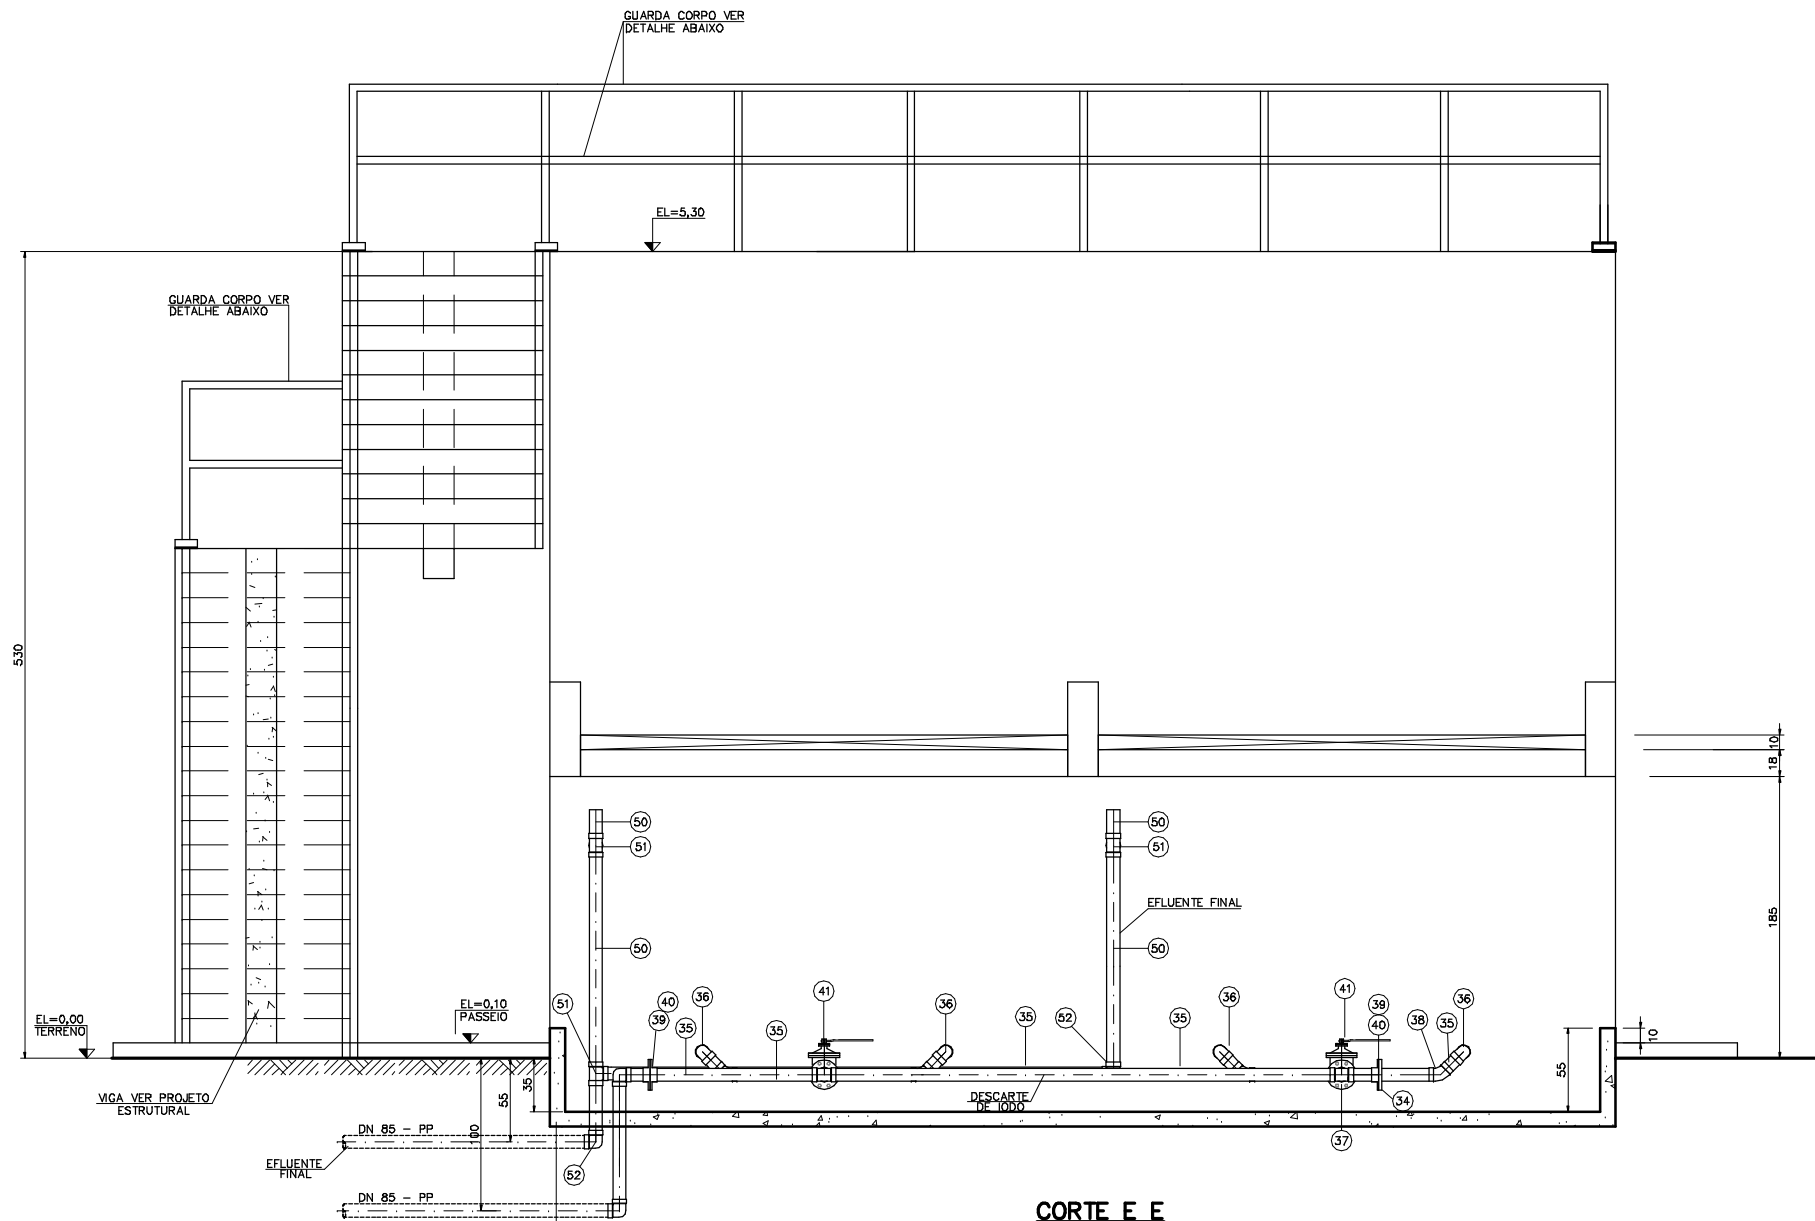 GUARDA CORPO VER
DETALHE ABAIXO
EL=5,30
GUARDA CORPO VER
DETALHE ABAIXO
530
10
18
185
50
50
51
51
EFLUENTE FINAL
50
50
41
41
36
36
36
36
40
39
51
35
35
35
52
35
39
40
38
35
EL=0,10
PASSEIO
EL=0,00
TERRENO
10
55
35
55
100
DESCARTE
DE IODO
34
37
VIGA VER PROJETO
ESTRUTURAL
DN 85 - PP
EFLUENTE
FINAL
52
DN 85 - PP
CORTE E E